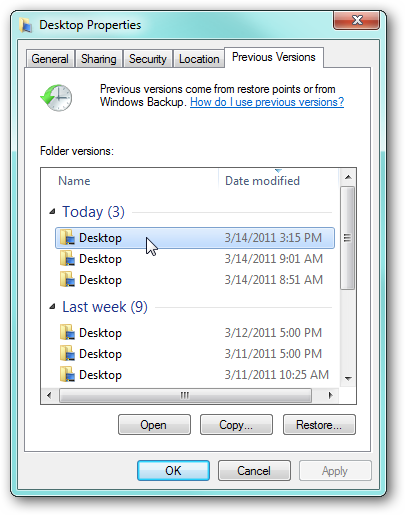 Desktop Properties
General Sharing Security Location Previous Versions
Previous versions come from restore points or from
Windows Backup. How do I use previous versions?
Folder versions:
Name Date modified
Today (3)
Desktop 3/14/2011 3:15 PM
Desktop 3/14/2011 9:01 AM
Desktop 3/14/2011 8:51 AM
Last week (9)
Desktop 3/12/2011 5:00 PM
Desktop 3/11/2011 5:00 PM
Desktop 3/11/2011 10:25 AM
Open Copy... Restore...
OK Cancel Apply